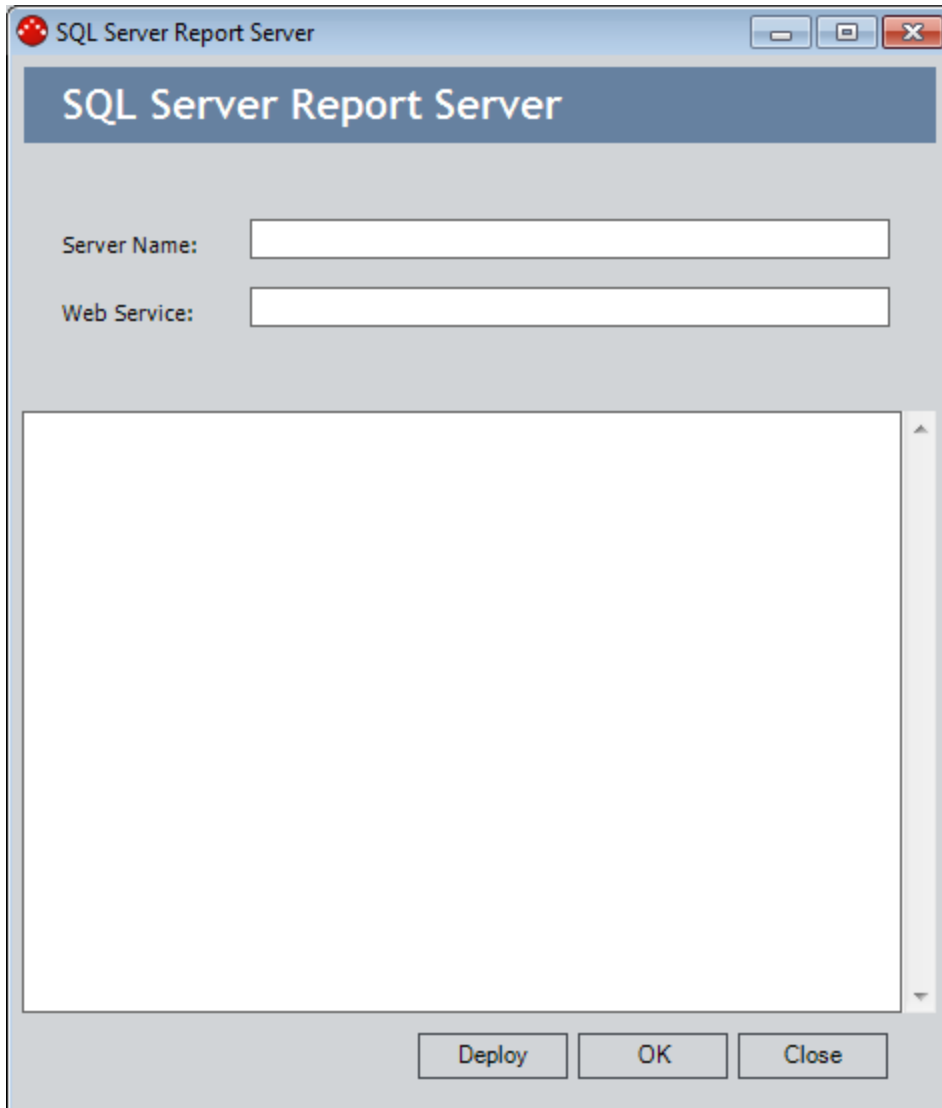 SQL Server Report Server
SQL Server Report Server
Server Name:
Web Service:
Deploy OK Close